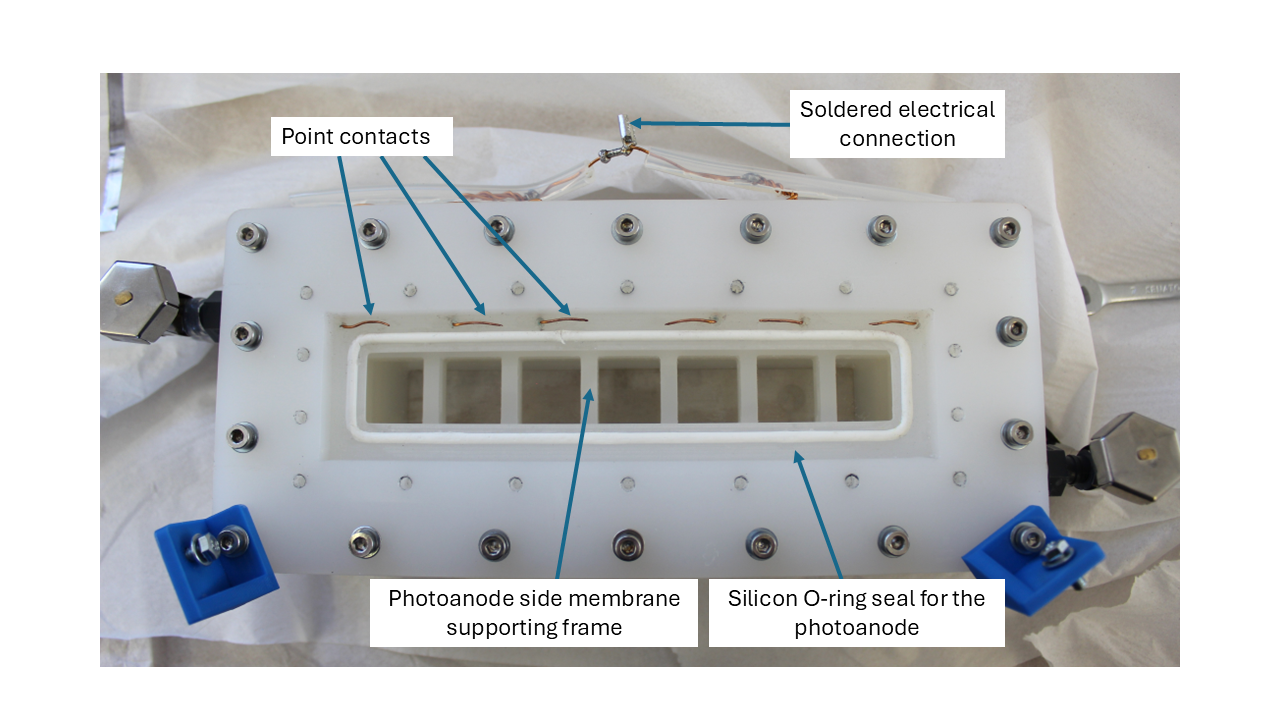 Soldered electrical
connection
Point contacts
Photoanode side membrane
supporting frame
Silicon O-ring seal for the
photoanode